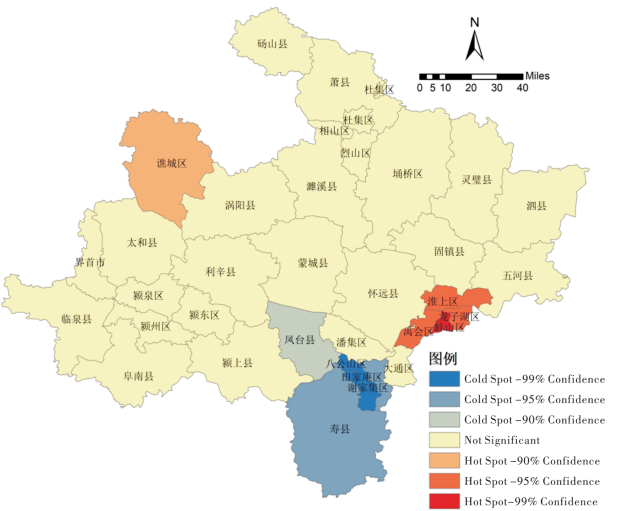 N
Miles
0 5 10 20 30 40
砀山县
萧县
杜集区
杜集区
相山区
烈山区
谯城区
埇桥区
灵璧县
濉溪县
泗县
涡阳县
太和县
固镇县
界首市
蒙城县
五河县
利辛县
怀远县
颍泉区
淮上区
临泉县
颍东区
龙子湖区
颍州区
蚌山区
禹会区
凤台县
潘集区
颍上县
八公山区
大通区
阜南县
田家庵区
谢家集区
寿县
图例
Cold Spot -99% Confidence
Cold Spot -95% Confidence
Cold Spot -90% Confidence
Not Significant
Hot Spot -90% Confidence
Hot Spot -95% Confidence
Hot Spot-99% Confidence